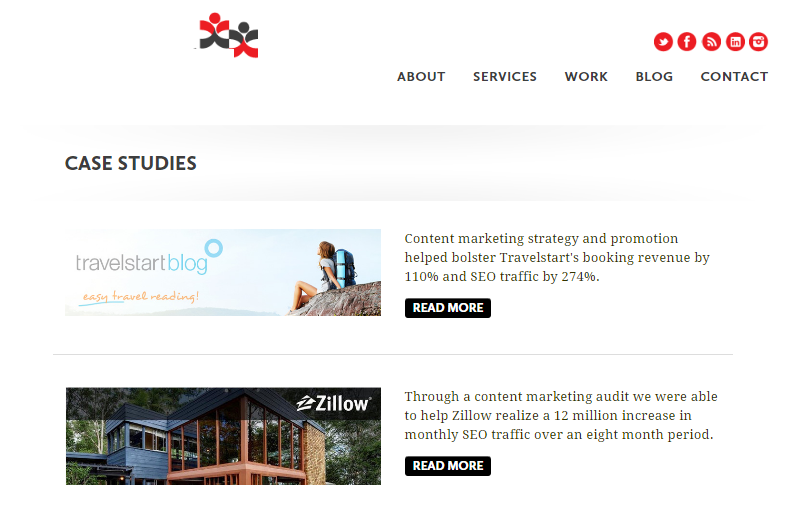 ABOUT SERVICES WORK BLOG CONTACT
CASE STUDIES
travelstartblog
easy travel reading!
Content marketing strategy and promotion
helped bolster Travelstart's booking revenue by
110% and SEO traffic by 274%.
READ MORE
Zillow®
Through a content marketing audit we were able
to help Zillow realize a 12 million increase in
monthly SEO traffic over an eight month period.
READ MORE